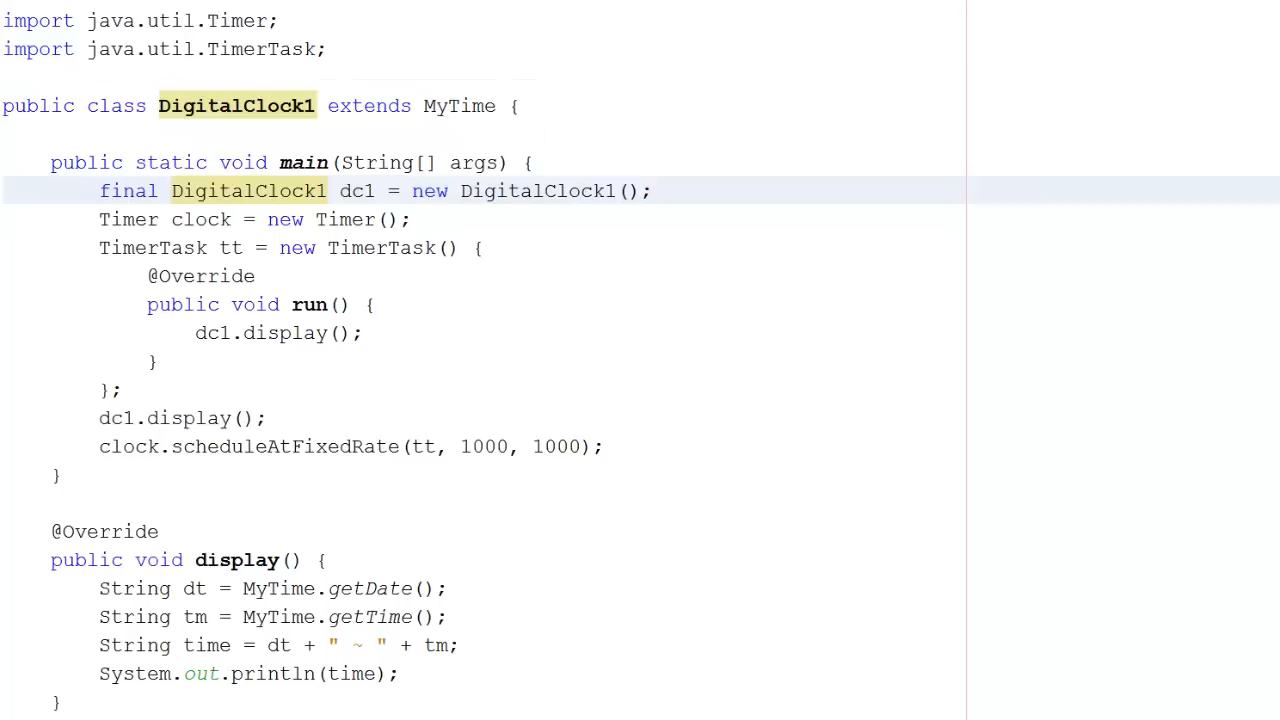 import java.util.Timer;
import java.util.TimerTask;
public class DigitalClock1 extends MyTime {
public static void main(String[] args) {
final DigitalClock1 dc1 = new DigitalClock1();
Timer clock = new Timer();
TimerTask tt = new TimerTask() {
@Override
public void run() {
dc1.display();
}
};
dc1.display();
clock.scheduleAtFixedRate(tt, 1000, 1000);
}
@Override
public void display() {
String dt = MyTime.getDate();
String tm = MyTime.getTime();
String time = dt + " ~ " + tm;
System.out.println(time);
}